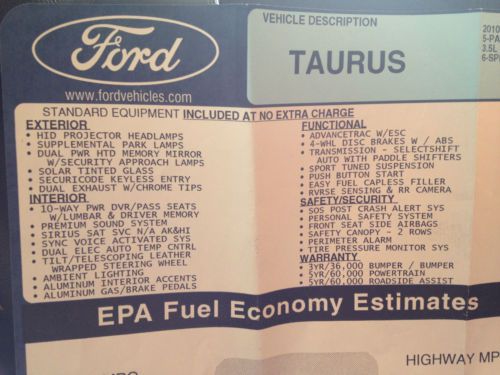 Ford
www.fordvehicles.com
VEHICLE DESCRIPTION
TAURUS
2010
5-PA
3.5L
6-SP
STANDARD EQUIPMENT INCLUDED AT NO EXTRA CHARGE
EXTERIOR
• HID PROJECTOR HEADLAMPS
• SUPPLEMENTAL PARK LAMPS
• DUAL PWR HTD MEMORY MIRROR
W/SECURITY APPROACH LAMPS
• SOLAR TINTED GLASS
• SECURICODE KEYLESS ENTRY
• DUAL EXHAUST W/CHROME TIPS
INTERIOR
• 10-WAY PWR DVR/PASS SEATS
W/LUMBAR & DRIVER MEMORY
• PREMIUM SOUND SYSTEM
• SIRIUS SAT SVC N/A AK&HI
• SYNC VOICE ACTIVATED SYS
• DUAL ELEC AUTO TEMP CNTRL
• TILT/TELESCOPING LEATHER
WRAPPED STEERING WHEEL
• AMBIENT LIGHTING
• ALUMINUM INTERIOR ACCENTS
• ALUMINUM GAS/BRAKE PEDALS
FUNCTIONAL
• ADVANCETRAC W/ESC
• 4-WHL DISC BRAKES W / ABS
• TRANSMISSION - SELECTSHIFT
AUTO WITH PADDLE SHIFTERS
• SPORT TUNED SUSPENSION
• PUSH BUTTON START
• EASY FUEL CAPLESS FILLER
• RVRSE SENSING & RR CAMERA
SAFETY/SECURITY
• SOS POST CRASH ALERT SYS
• PERSONAL SAFETY SYSTEM
• FRONT SEAT SIDE AIRBAGS
• SAFETY CANOPY - 2 ROWS
• PERIMETER ALARM
• TIRE PRESSURE MONITOR SYS
WARRANTY
• 3YR/36,000 BUMPER / BUMPER
• 5YR/60,000 POWERTRAIN
• 5YR/60,000 ROADSIDE ASSIST
EPA Fuel Economy Estimates
HIGHWAY MP